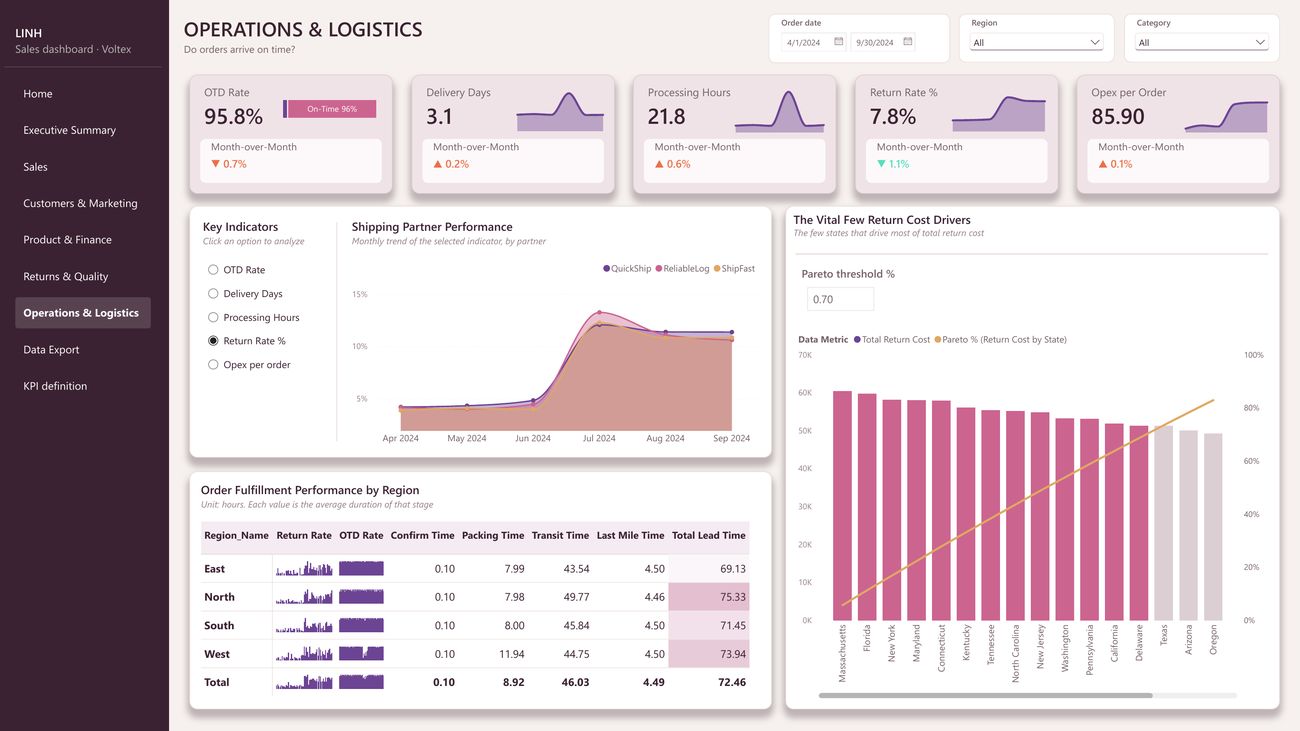 LINH
Sales dashboard · Voltex
Home
Executive Summary
Sales
Customers & Marketing
Product & Finance
Returns & Quality
Operations & Logistics
Data Export
KPI definition
OPERATIONS & LOGISTICS
Do orders arrive on time?
Order date
4/1/2024 9/30/2024
Region
All
Category
All
OTD Rate
95.8%
On-Time 96%
Month-over-Month
▼ 0.7%
Delivery Days
3.1
Month-over-Month
▲ 0.2%
Processing Hours
21.8
Month-over-Month
▲ 0.6%
Return Rate %
7.8%
Month-over-Month
▼ 1.1%
Opex per Order
85.90
Month-over-Month
▲ 0.1%
Key Indicators
Click an option to analyze
OTD Rate
Delivery Days
Processing Hours
Return Rate %
Opex per order
Shipping Partner Performance
Monthly trend of the selected indicator, by partner
QuickShip ReliableLog ShipFast
15%
10%
5%
Apr 2024 May 2024 Jun 2024 Jul 2024 Aug 2024 Sep 2024
Order Fulfillment Performance by Region
Unit: hours. Each value is the average duration of that stage
Region_Name Return Rate OTD Rate Confirm Time Packing Time Transit Time Last Mile Time Total Lead Time
East 0.10 7.99 43.54 4.50 69.13
North 0.10 7.98 49.77 4.46 75.33
South 0.10 8.00 45.84 4.50 71.45
West 0.10 11.94 44.75 4.50 73.94
Total 0.10 8.92 46.03 4.49 72.46
The Vital Few Return Cost Drivers
The few states that drive most of total return cost
Pareto threshold %
0.70
Data Metric Total Return Cost Pareto % (Return Cost by State)
70K 100%
60K
80%
50K
60%
40K
30K
40%
20K
20%
10K
0K 0%
Massachusetts
Florida
New York
Maryland
Connecticut
Kentucky
Tennessee
North Carolina
New Jersey
Washington
Pennsylvania
California
Delaware
Texas
Arizona
Oregon